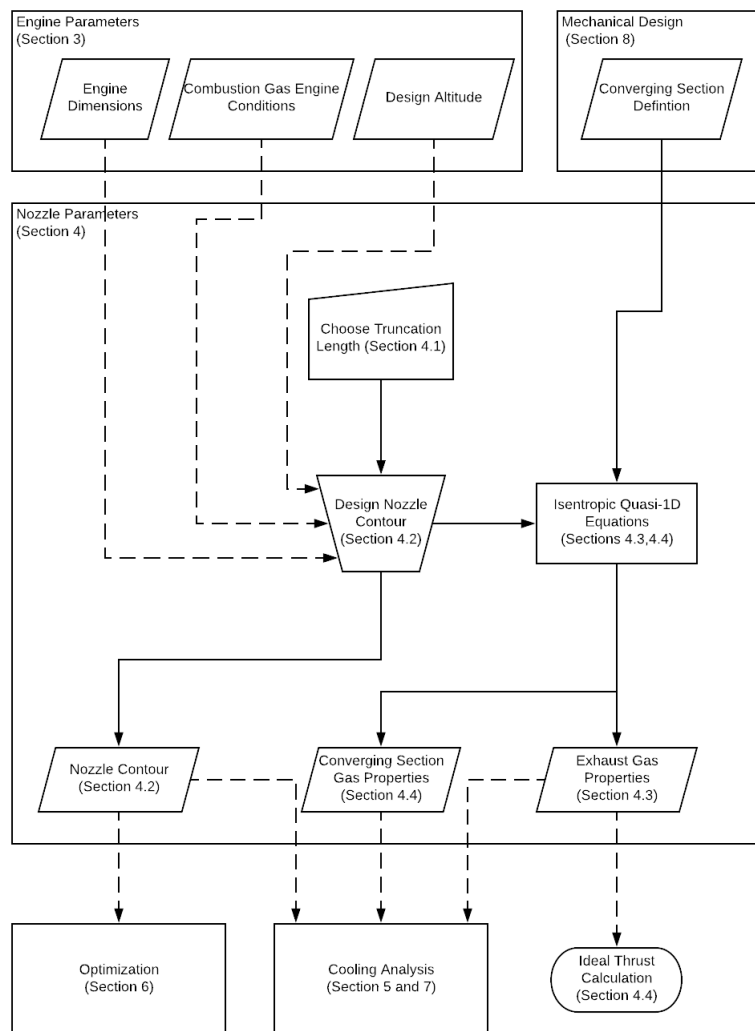 Engine Parameters
(Section 3)
Mechanical Design
(Section 8)
Engine
Dimensions
Combustion Gas Engine
Conditions
Design Altitude
Converging Section
Defintion
Nozzle Parameters
(Section 4)
Choose Truncation
Length (Section 4.1)
Design Nozzle
Contour
(Section 4.2)
Isentropic Quasi-1D
Equations
(Sections 4.3,4.4)
Nozzle Contour
(Section 4.2)
Converging Section
Gas Properties
(Section 4.4)
Exhaust Gas
Properties
(Section 4.3)
Optimization
(Section 6)
Cooling Analysis
(Section 5 and 7)
Ideal Thrust
Calculation
(Section 4.4)